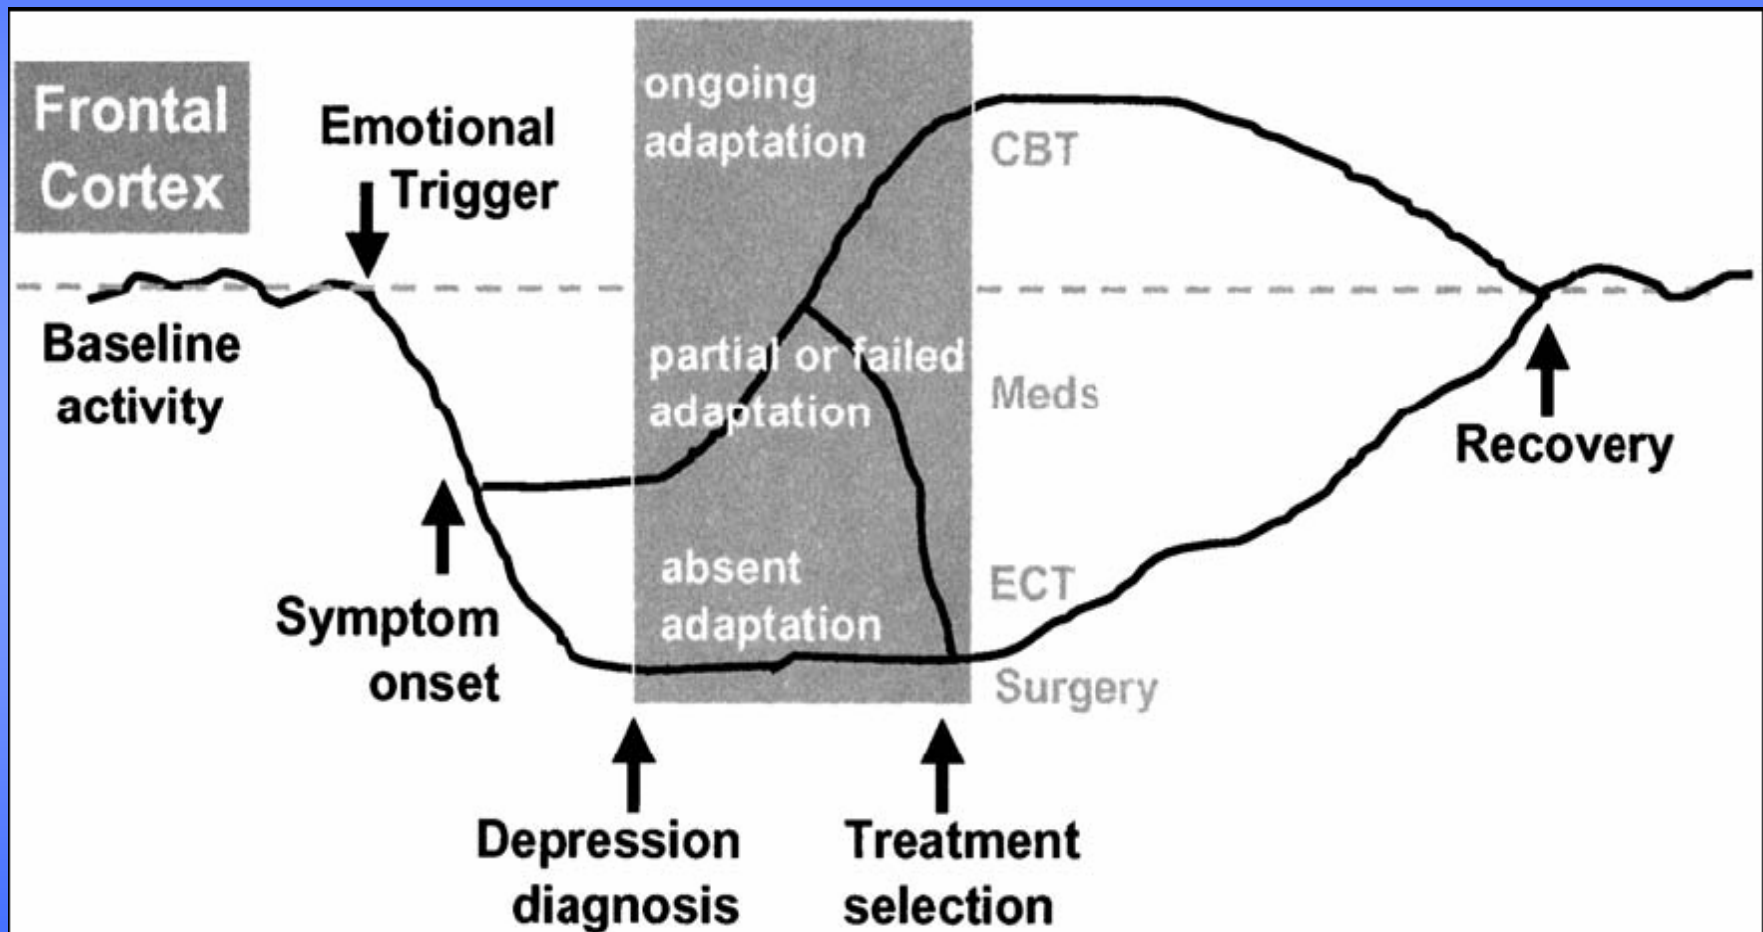 Frontal
Cortex
Emotional
Trigger
Baseline
activity
Symptom
onset
ongoing
adaptation
partial or failed
adaptation
absent
adaptation
Depression
diagnosis
Treatment
selection
CBT
Meds
ECT
Surgery
Recovery